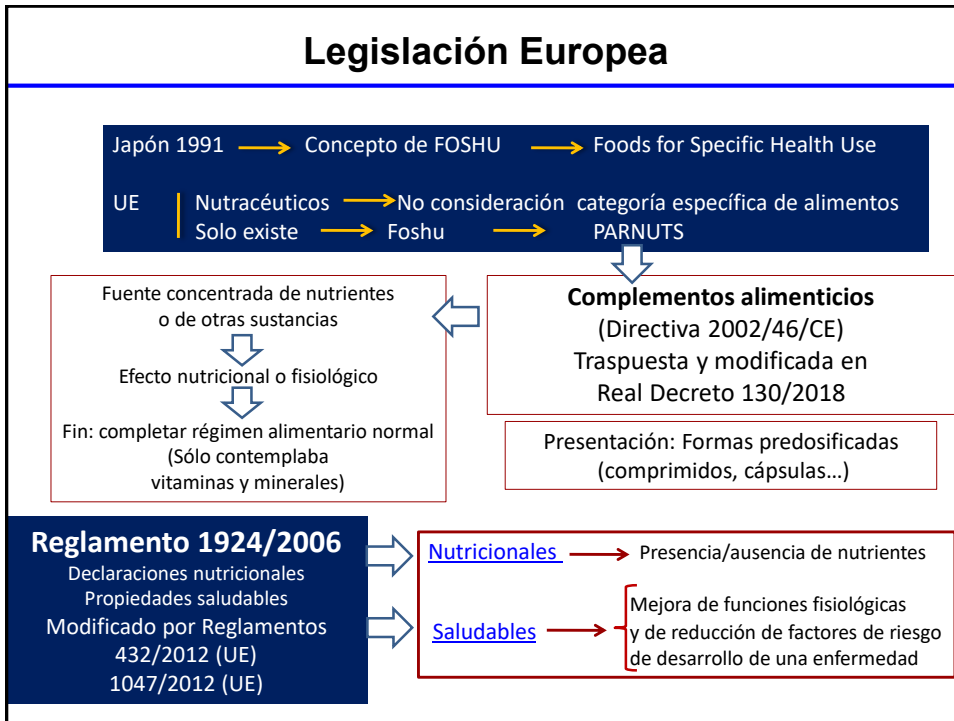 Legislación Europea
Japón 1991 Concepto de FOSHU Foods for Specific Health Use
UE Nutracéuticos No consideración categoría específica de alimentos
Solo existe Foshu PARNUTS
Fuente concentrada de nutrientes
o de otras sustancias
Efecto nutricional o fisiológico
Fin: completar régimen alimentario normal
(Sólo contemplaba
vitaminas y minerales)
Complementos alimenticios
(Directiva 2002/46/CE)
Traspuesta y modificada en
Real Decreto 130/2018
Presentación: Formas predosificadas
(comprimidos, cápsulas...)
Reglamento 1924/2006
Declaraciones nutricionales
Propiedades saludables
Modificado por Reglamentos
432/2012 (UE)
1047/2012 (UE)
Nutricionales Presencia/ausencia de nutrientes
Saludables
Mejora de funciones fisiológicas
y de reducción de factores de riesgo
de desarrollo de una enfermedad